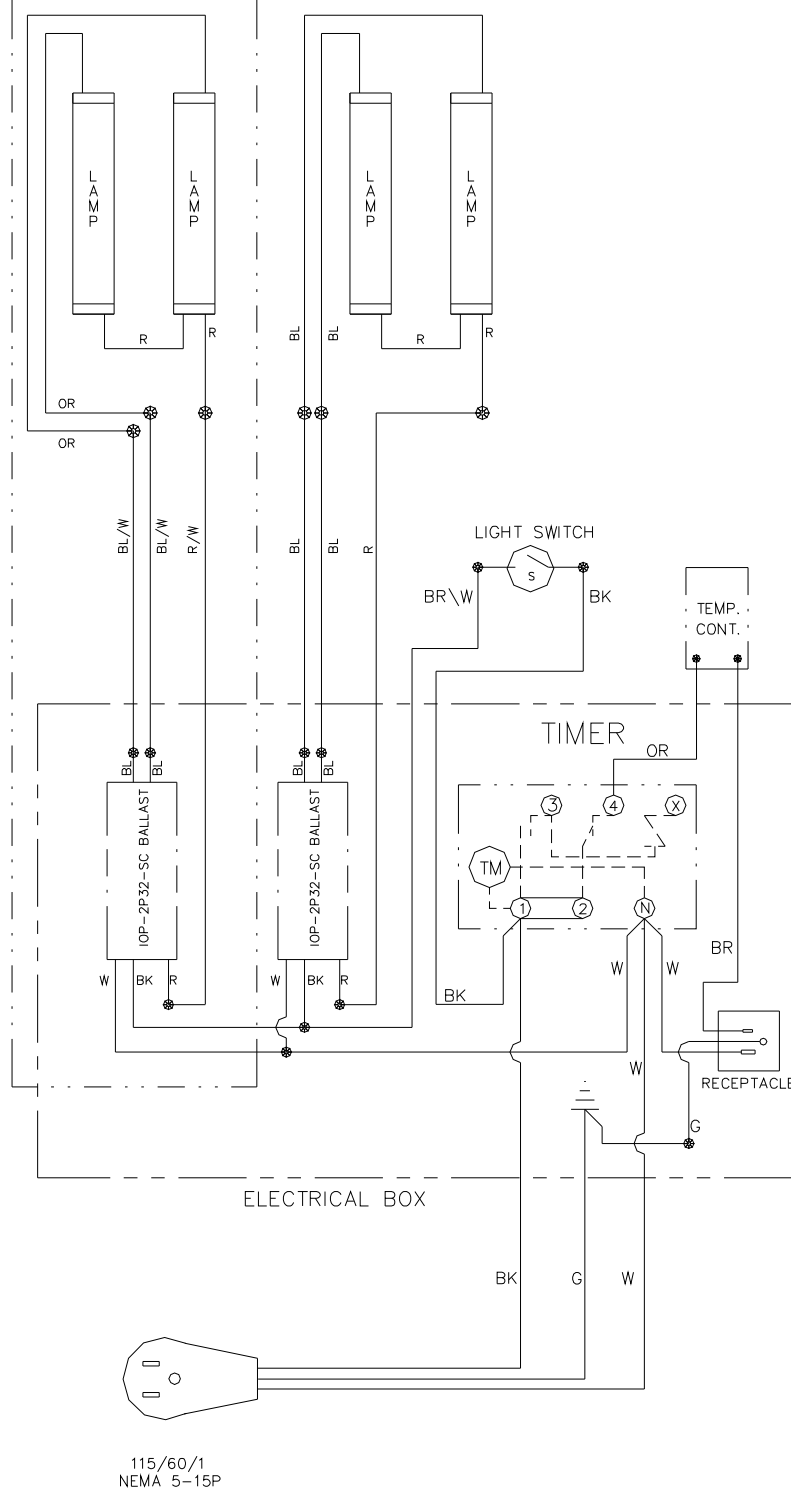 LAMP
LAMP
LAMP
LAMP
R
R
BL
BL
R
R
OR
OR
BL/W
BL/W
R/W
BL
BL
R
LIGHT SWITCH
S
BR\W
BK
TEMP.
CONT.
TIMER
OR
BL
BL
BL
BL
3
4
X
TM
1
2
N
IOP-2P32-SC BALLAST
IOP-2P32-SC BALLAST
W
BK
R
W
BK
R
BK
W
W
BR
W
RECEPTACLE
G
ELECTRICAL BOX
BK
G
W
115/60/1
NEMA 5-15P